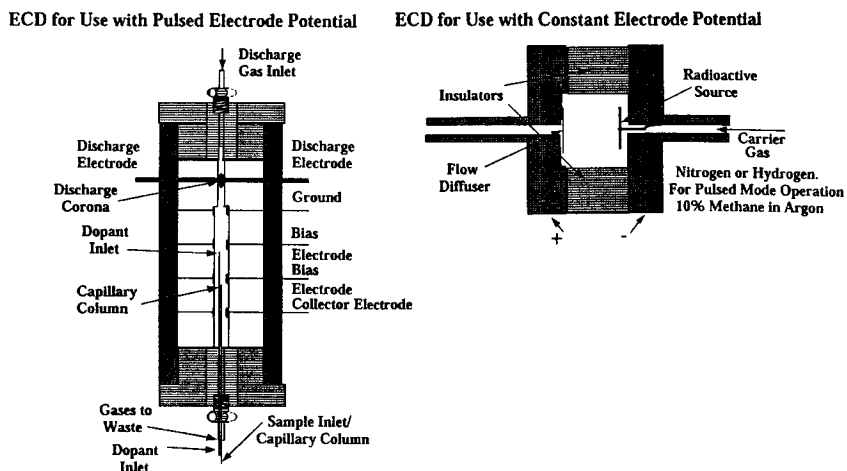 ECD for Use with Pulsed Electrode Potential
Discharge
Gas Inlet
Discharge
Electrode
Discharge
Electrode
Discharge
Corona
Ground
Dopant
Inlet
Bias
Electrode
Bias
Capillary
Column
Electrode
Collector Electrode
Gases to
Waste
Dopant
Inlet
Sample Inlet/
Capillary Column
ECD for Use with Constant Electrode Potential
Insulators
Radioactive
Source
Flow
Diffuser
Carrier
Gas
Nitrogen or Hydrogen.
For Pulsed Mode Operation
10% Methane in Argon
+
-